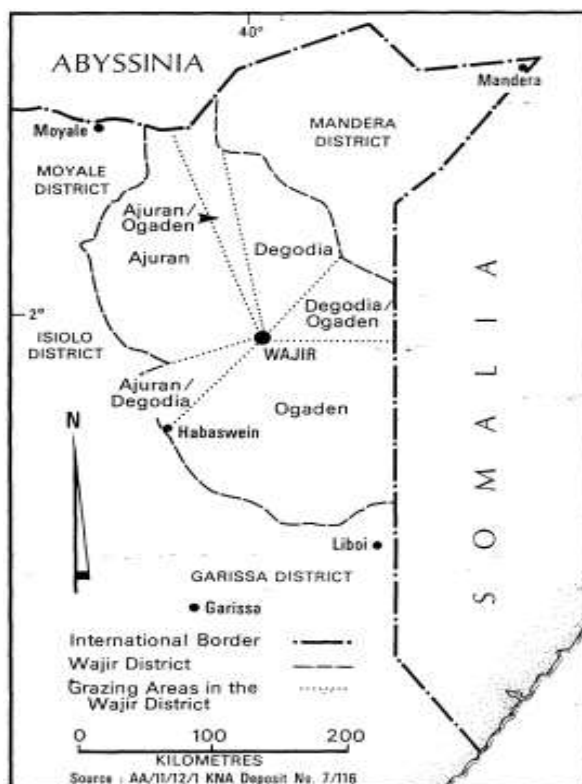 40°
ABYSSINIA
Mandera
Moyale
MANDERA
DISTRICT
MOYALE
DISTRICT
Ajuran/
Ogaden
Ajuran
Degodia
2°
Degodia/
Ogaden
ISIOLO
DISTRICT
WAJIR
Ajuran/
Degodia
Ogaden
SOMALIA
N
Habaswein
Liboi
GARISSA DISTRICT
Garissa
International Border
Wajir District
Grazing Areas in the
Wajir District
0 100 200
KILOMETRES
Source : AA/11/12/1 KNA Deposit No. 7/116